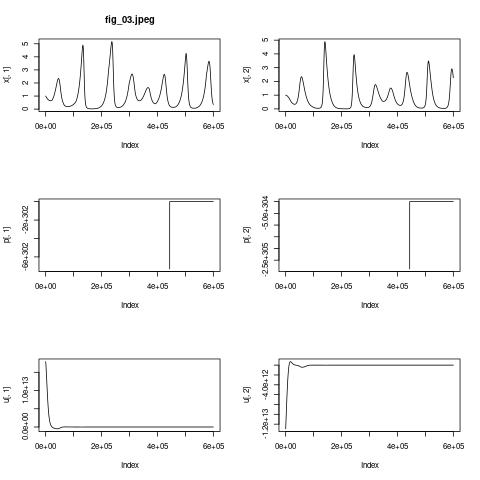 fig_03.jpeg
x[, 1]
0 1 2 3 4 5
0e+00 2e+05 4e+05 6e+05
Index
x[, 2]
0 1 2 3 4 5
0e+00 2e+05 4e+05 6e+05
Index
p[, 1]
-6e+302 -2e+302
0e+00 2e+05 4e+05 6e+05
Index
p[, 2]
-2.5e+305 -5.0e+304
0e+00 2e+05 4e+05 6e+05
Index
u[, 1]
0.0e+00 1.0e+13
0e+00 2e+05 4e+05 6e+05
Index
u[, 2]
-1.2e+13 -4.0e+12
0e+00 2e+05 4e+05 6e+05
Index